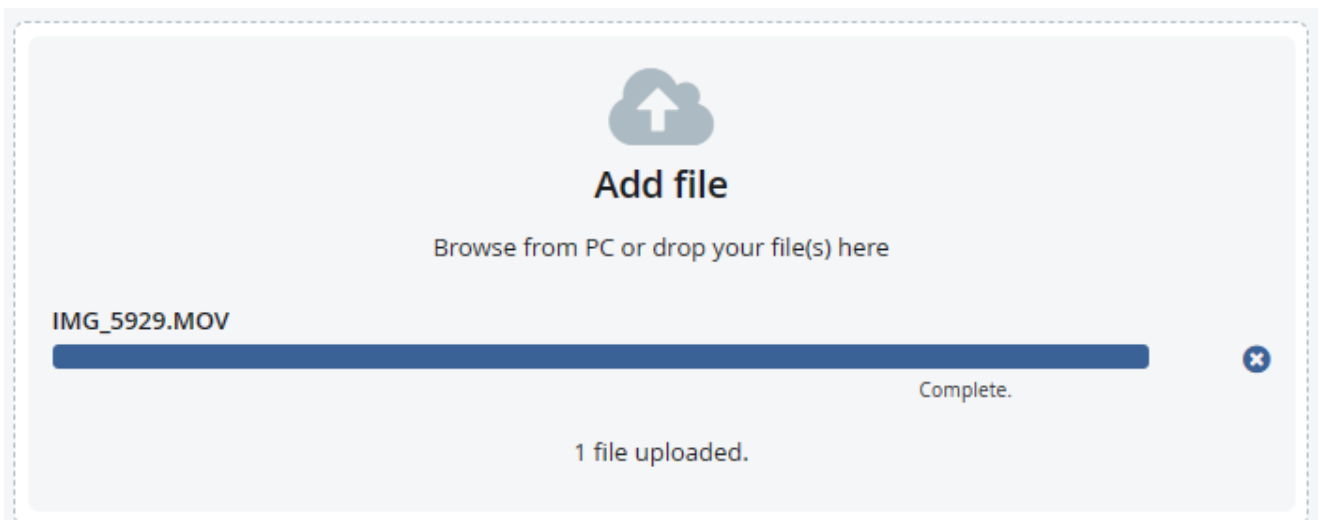 Add file
Browse from PC or drop your file(s) here
IMG_5929.MOV
Complete.
1 file uploaded.